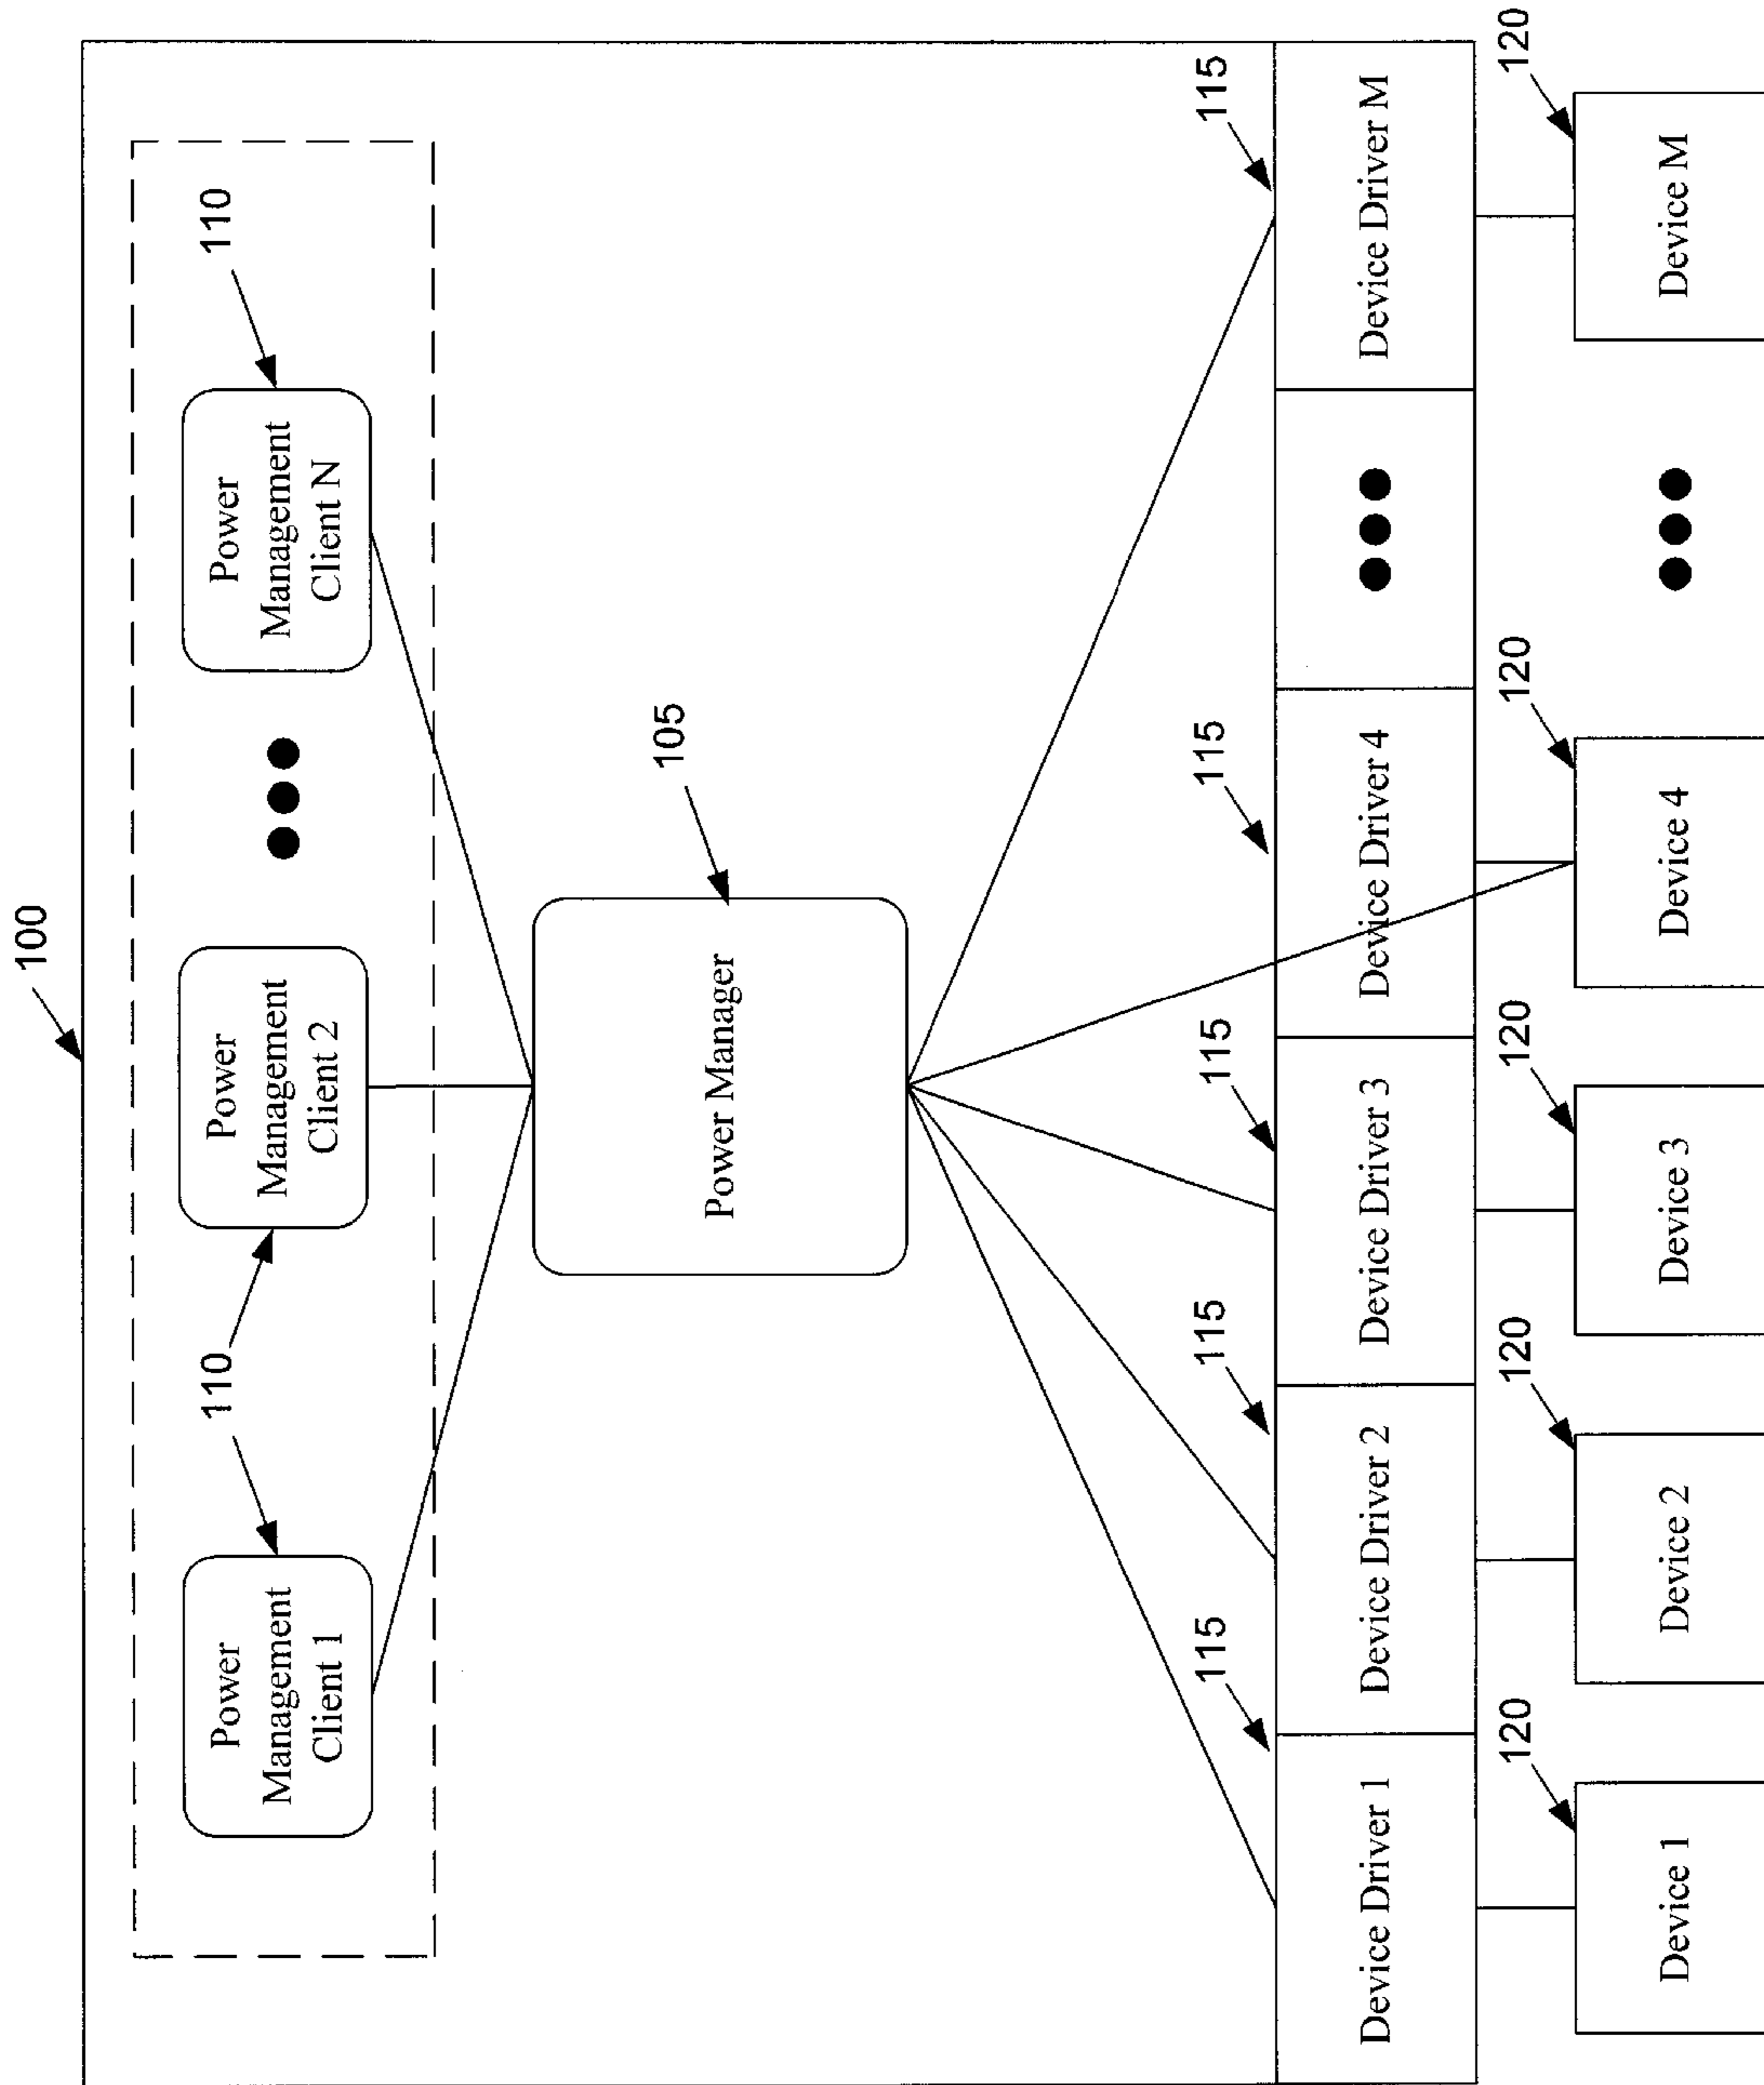 100
110
110
Power
Management
Client 1
Power
Management
Client 2
Power
Management
Client N
105
Power Manager
115
115
115
115
115
Device Driver 1
Device Driver 2
Device Driver 3
Device Driver 4
Device Driver M
120
120
120
120
120
Device 1
Device 2
Device 3
Device 4
Device M